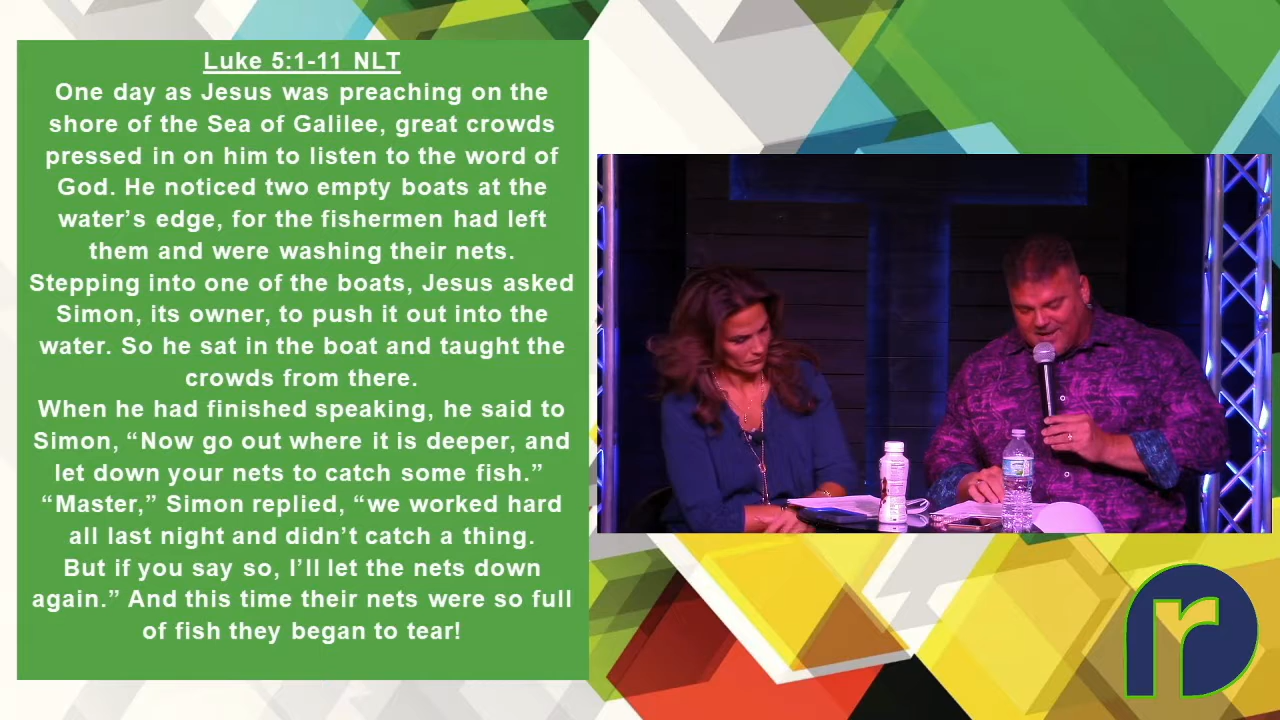 Luke 5:1-11 NLT
One day as Jesus was preaching on the
shore of the Sea of Galilee, great crowds
pressed in on him to listen to the word of
God. He noticed two empty boats at the
water’s edge, for the fishermen had left
them and were washing their nets.
Stepping into one of the boats, Jesus asked
Simon, its owner, to push it out into the
water. So he sat in the boat and taught the
crowds from there.
When he had finished speaking, he said to
Simon, “Now go out where it is deeper, and
let down your nets to catch some fish.”
“Master,” Simon replied, “we worked hard
all last night and didn’t catch a thing.
But if you say so, I’ll let the nets down
again.” And this time their nets were so full
of fish they began to tear!
r